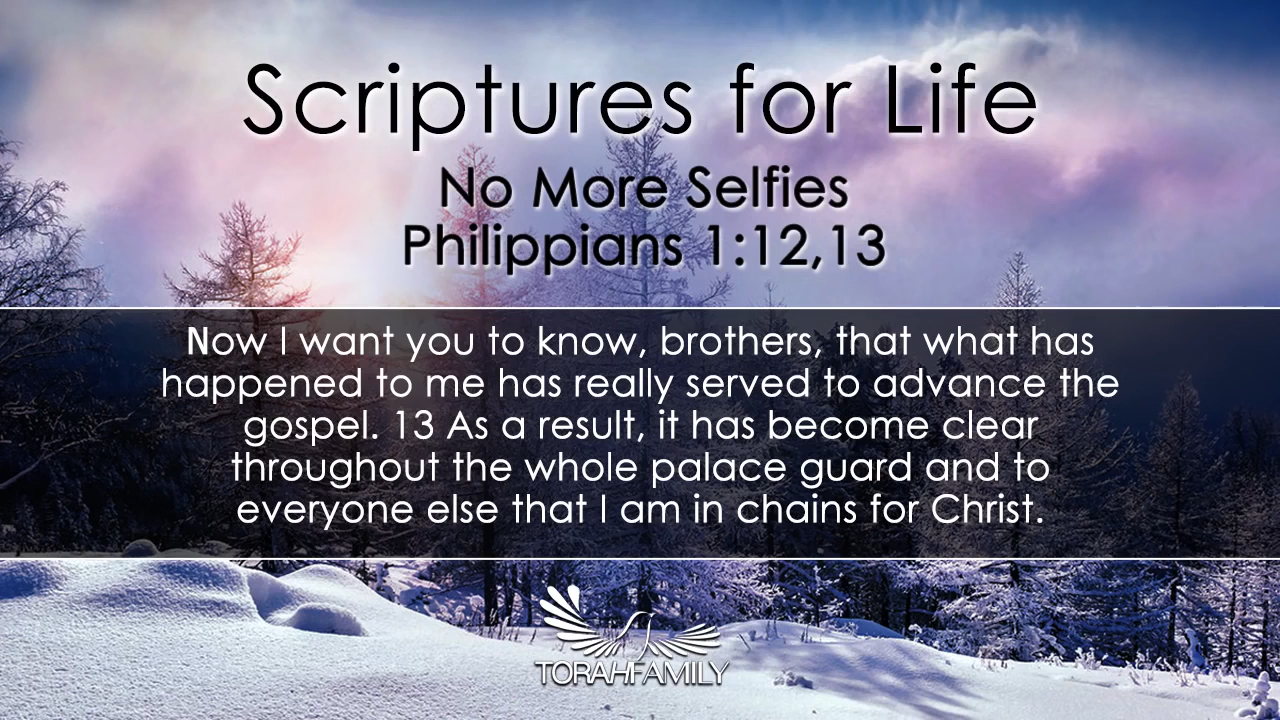 Scriptures for Life
No More Selfies
Philippians 1:12,13
Now I want you to know, brothers, that what has
happened to me has really served to advance the
gospel. 13 As a result, it has become clear
throughout the whole palace guard and to
everyone else that I am in chains for Christ.
TORAHFAMILY